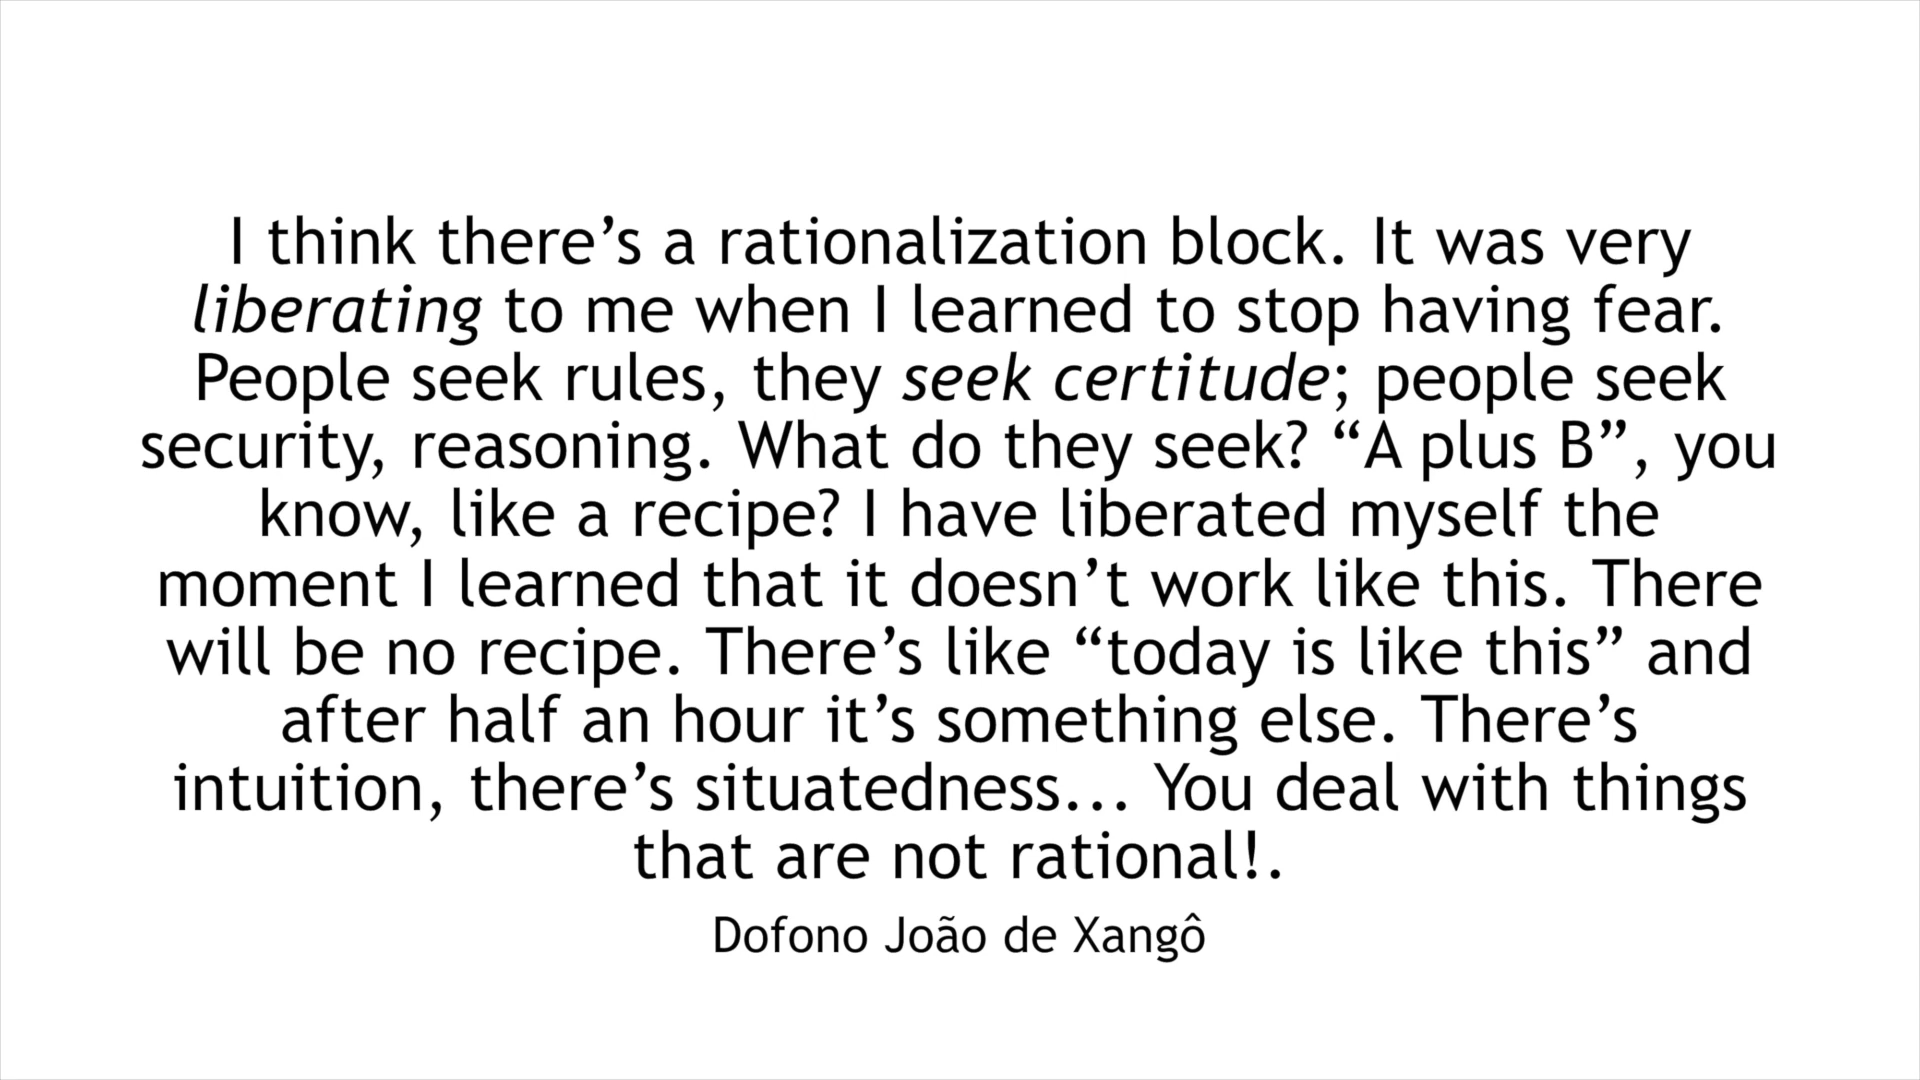 I think there’s a rationalization block. It was very
liberating to me when I learned to stop having fear.
People seek rules, they seek certitude; people seek
security, reasoning. What do they seek? “A plus B”, you
know, like a recipe? I have liberated myself the
moment I learned that it doesn’t work like this. There
will be no recipe. There’s like “today is like this” and
after half an hour it’s something else. There’s
intuition, there’s situatedness... You deal with things
that are not rational!.
Dofono João de Xangô